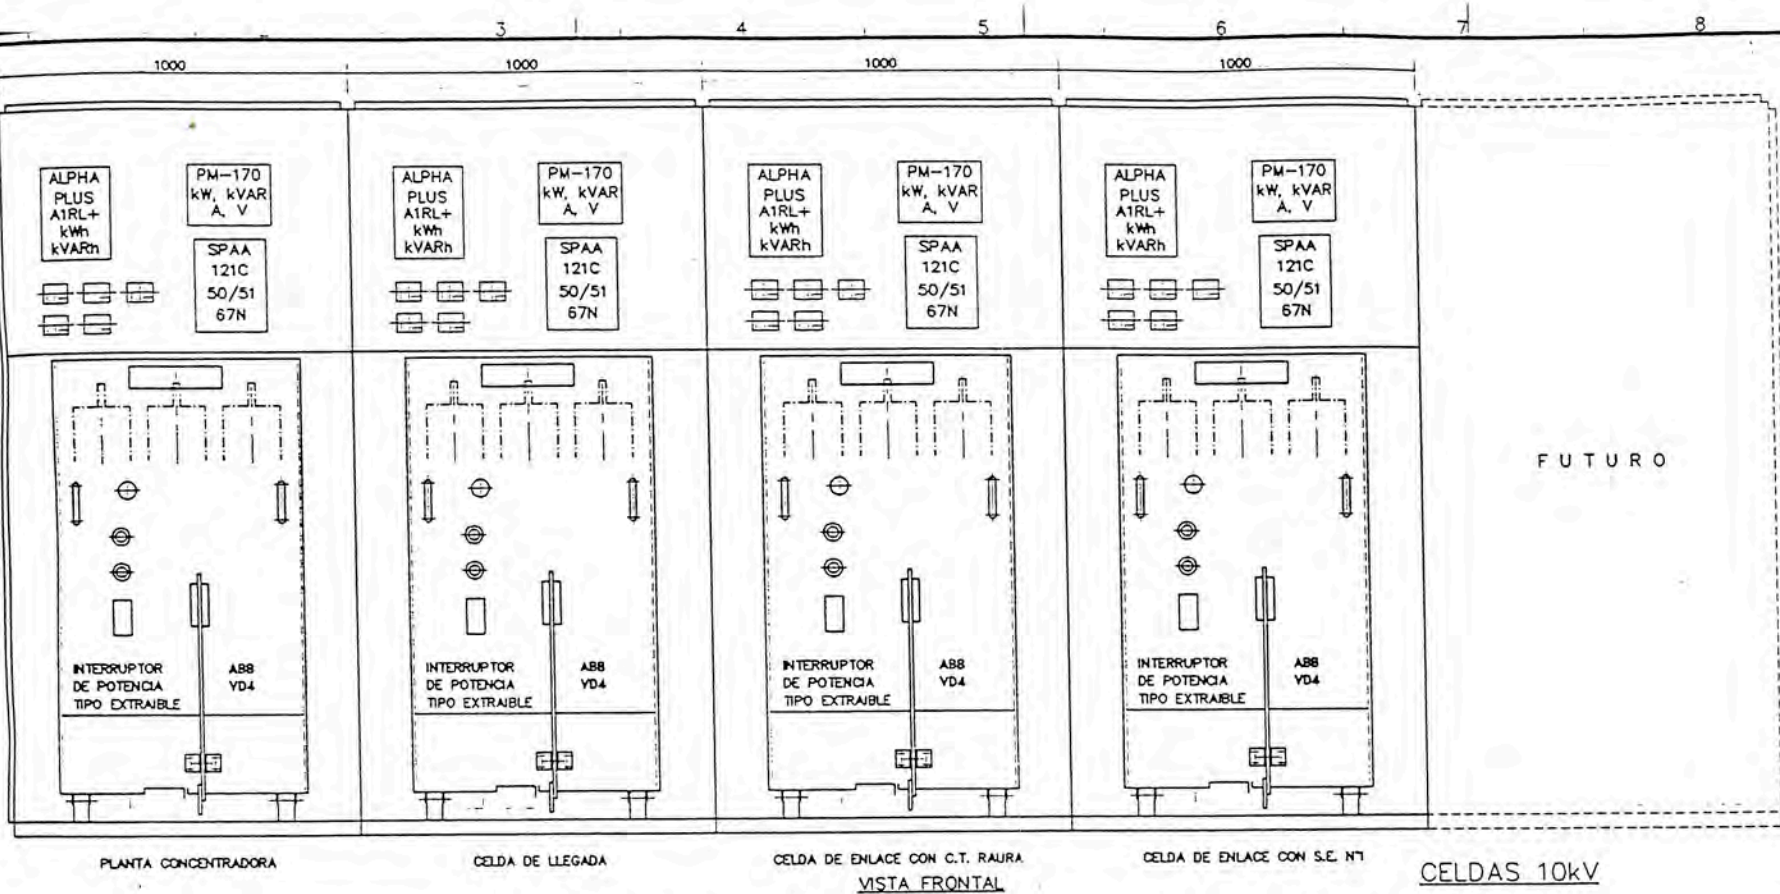 3 4 5 6 7 8
1000 1000 1000 1000
ALPHA
PLUS
A1RL+
kWh
kVARh
PM-170
kW, kVAR
A, V
SPAA
121C
50/51
67N
INTERRUPTOR
DE POTENCIA
TIPO EXTRAIBLE
ABB
VD4
PLANTA CONCENTRADORA
ALPHA
PLUS
A1RL+
kWh
kVARh
PM-170
kW, kVAR
A, V
SPAA
121C
50/51
67N
INTERRUPTOR
DE POTENCIA
TIPO EXTRAIBLE
ABB
VD4
CELDA DE LLEGADA
ALPHA
PLUS
A1RL+
kWh
kVARh
PM-170
kW, kVAR
A, V
SPAA
121C
50/51
67N
INTERRUPTOR
DE POTENCIA
TIPO EXTRAIBLE
ABB
VD4
CELDA DE ENLACE CON C.T. RAURA
ALPHA
PLUS
A1RL+
kWh
kVARh
PM-170
kW, kVAR
A, V
SPAA
121C
50/51
67N
INTERRUPTOR
DE POTENCIA
TIPO EXTRAIBLE
ABB
VD4
CELDA DE ENLACE CON S.E. N°1
FUTURO
VISTA FRONTAL
CELDAS 10kV